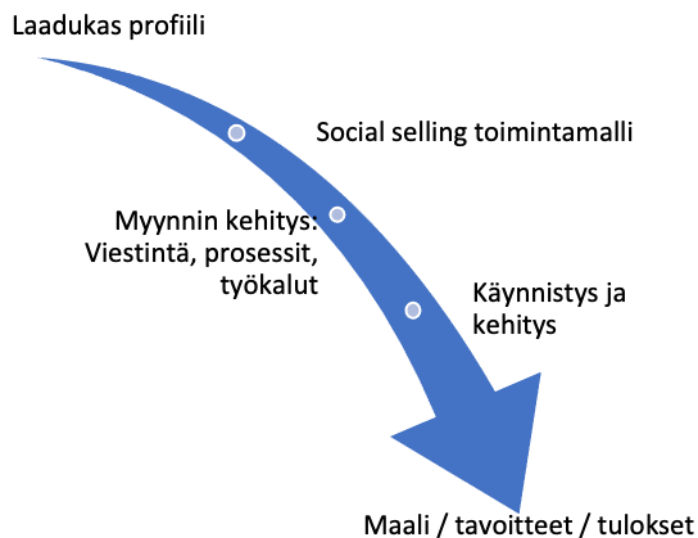 Laadukas profiili
Social selling toimintamalli
Myynnin kehitys:
Viestintä, prosessit,
työkalut
Käynnistys ja
kehitys
Maali / tavoitteet / tulokset